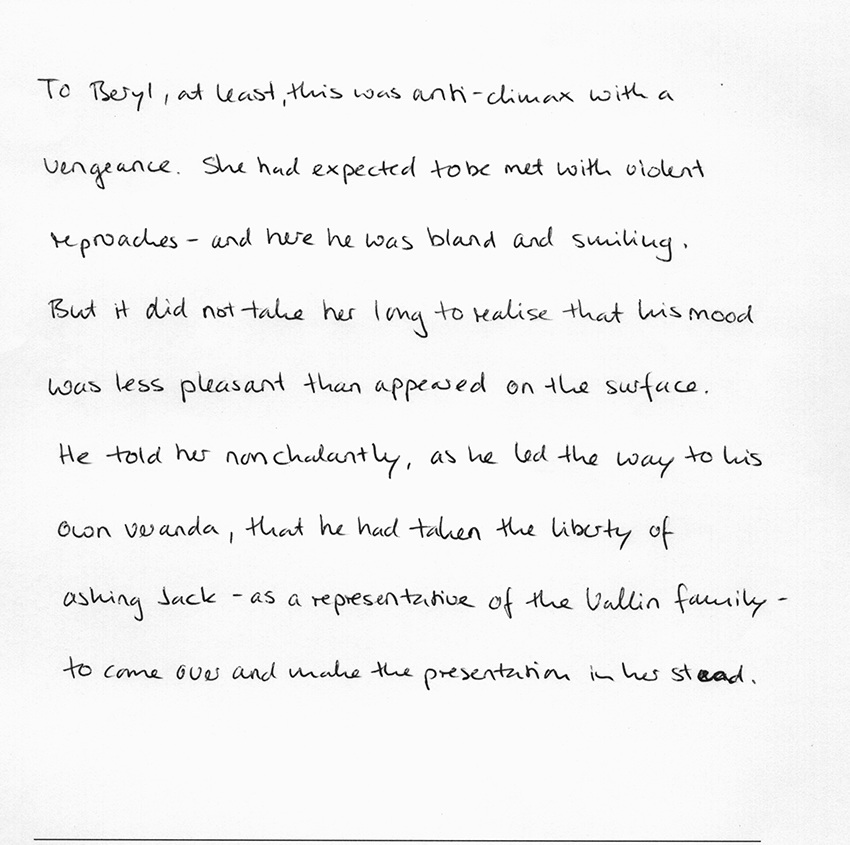 To Beryl, at least, this was anti-climax with a
vengeance. She had expected to be met with violent
reproaches - and here he was bland and smiling.
But it did not take her long to realise that his mood
was less pleasant than appeared on the surface.
He told her nonchalantly, as he led the way to his
own veranda, that he had taken the liberty of
asking Jack - as a representative of the Vallin family -
to come over and make the presentation in her stead.